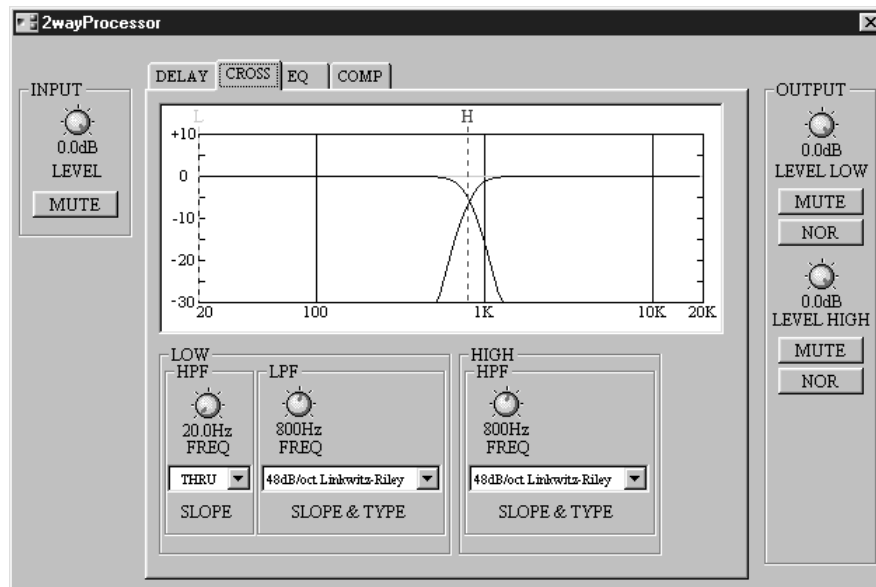 2wayProcessor
INPUT
0.0dB
LEVEL
MUTE
DELAY CROSS EQ COMP
L H
+10
0
-10
-20
-30
20 100 1K 10K 20K
LOW
HPF
20.0Hz
FREQ
THRU
SLOPE
LPF
800Hz
FREQ
48dB/oct Linkwitz-Riley
SLOPE & TYPE
HIGH
HPF
800Hz
FREQ
48dB/oct Linkwitz-Riley
SLOPE & TYPE
OUTPUT
0.0dB
LEVEL LOW
MUTE
NOR
0.0dB
LEVEL HIGH
MUTE
NOR